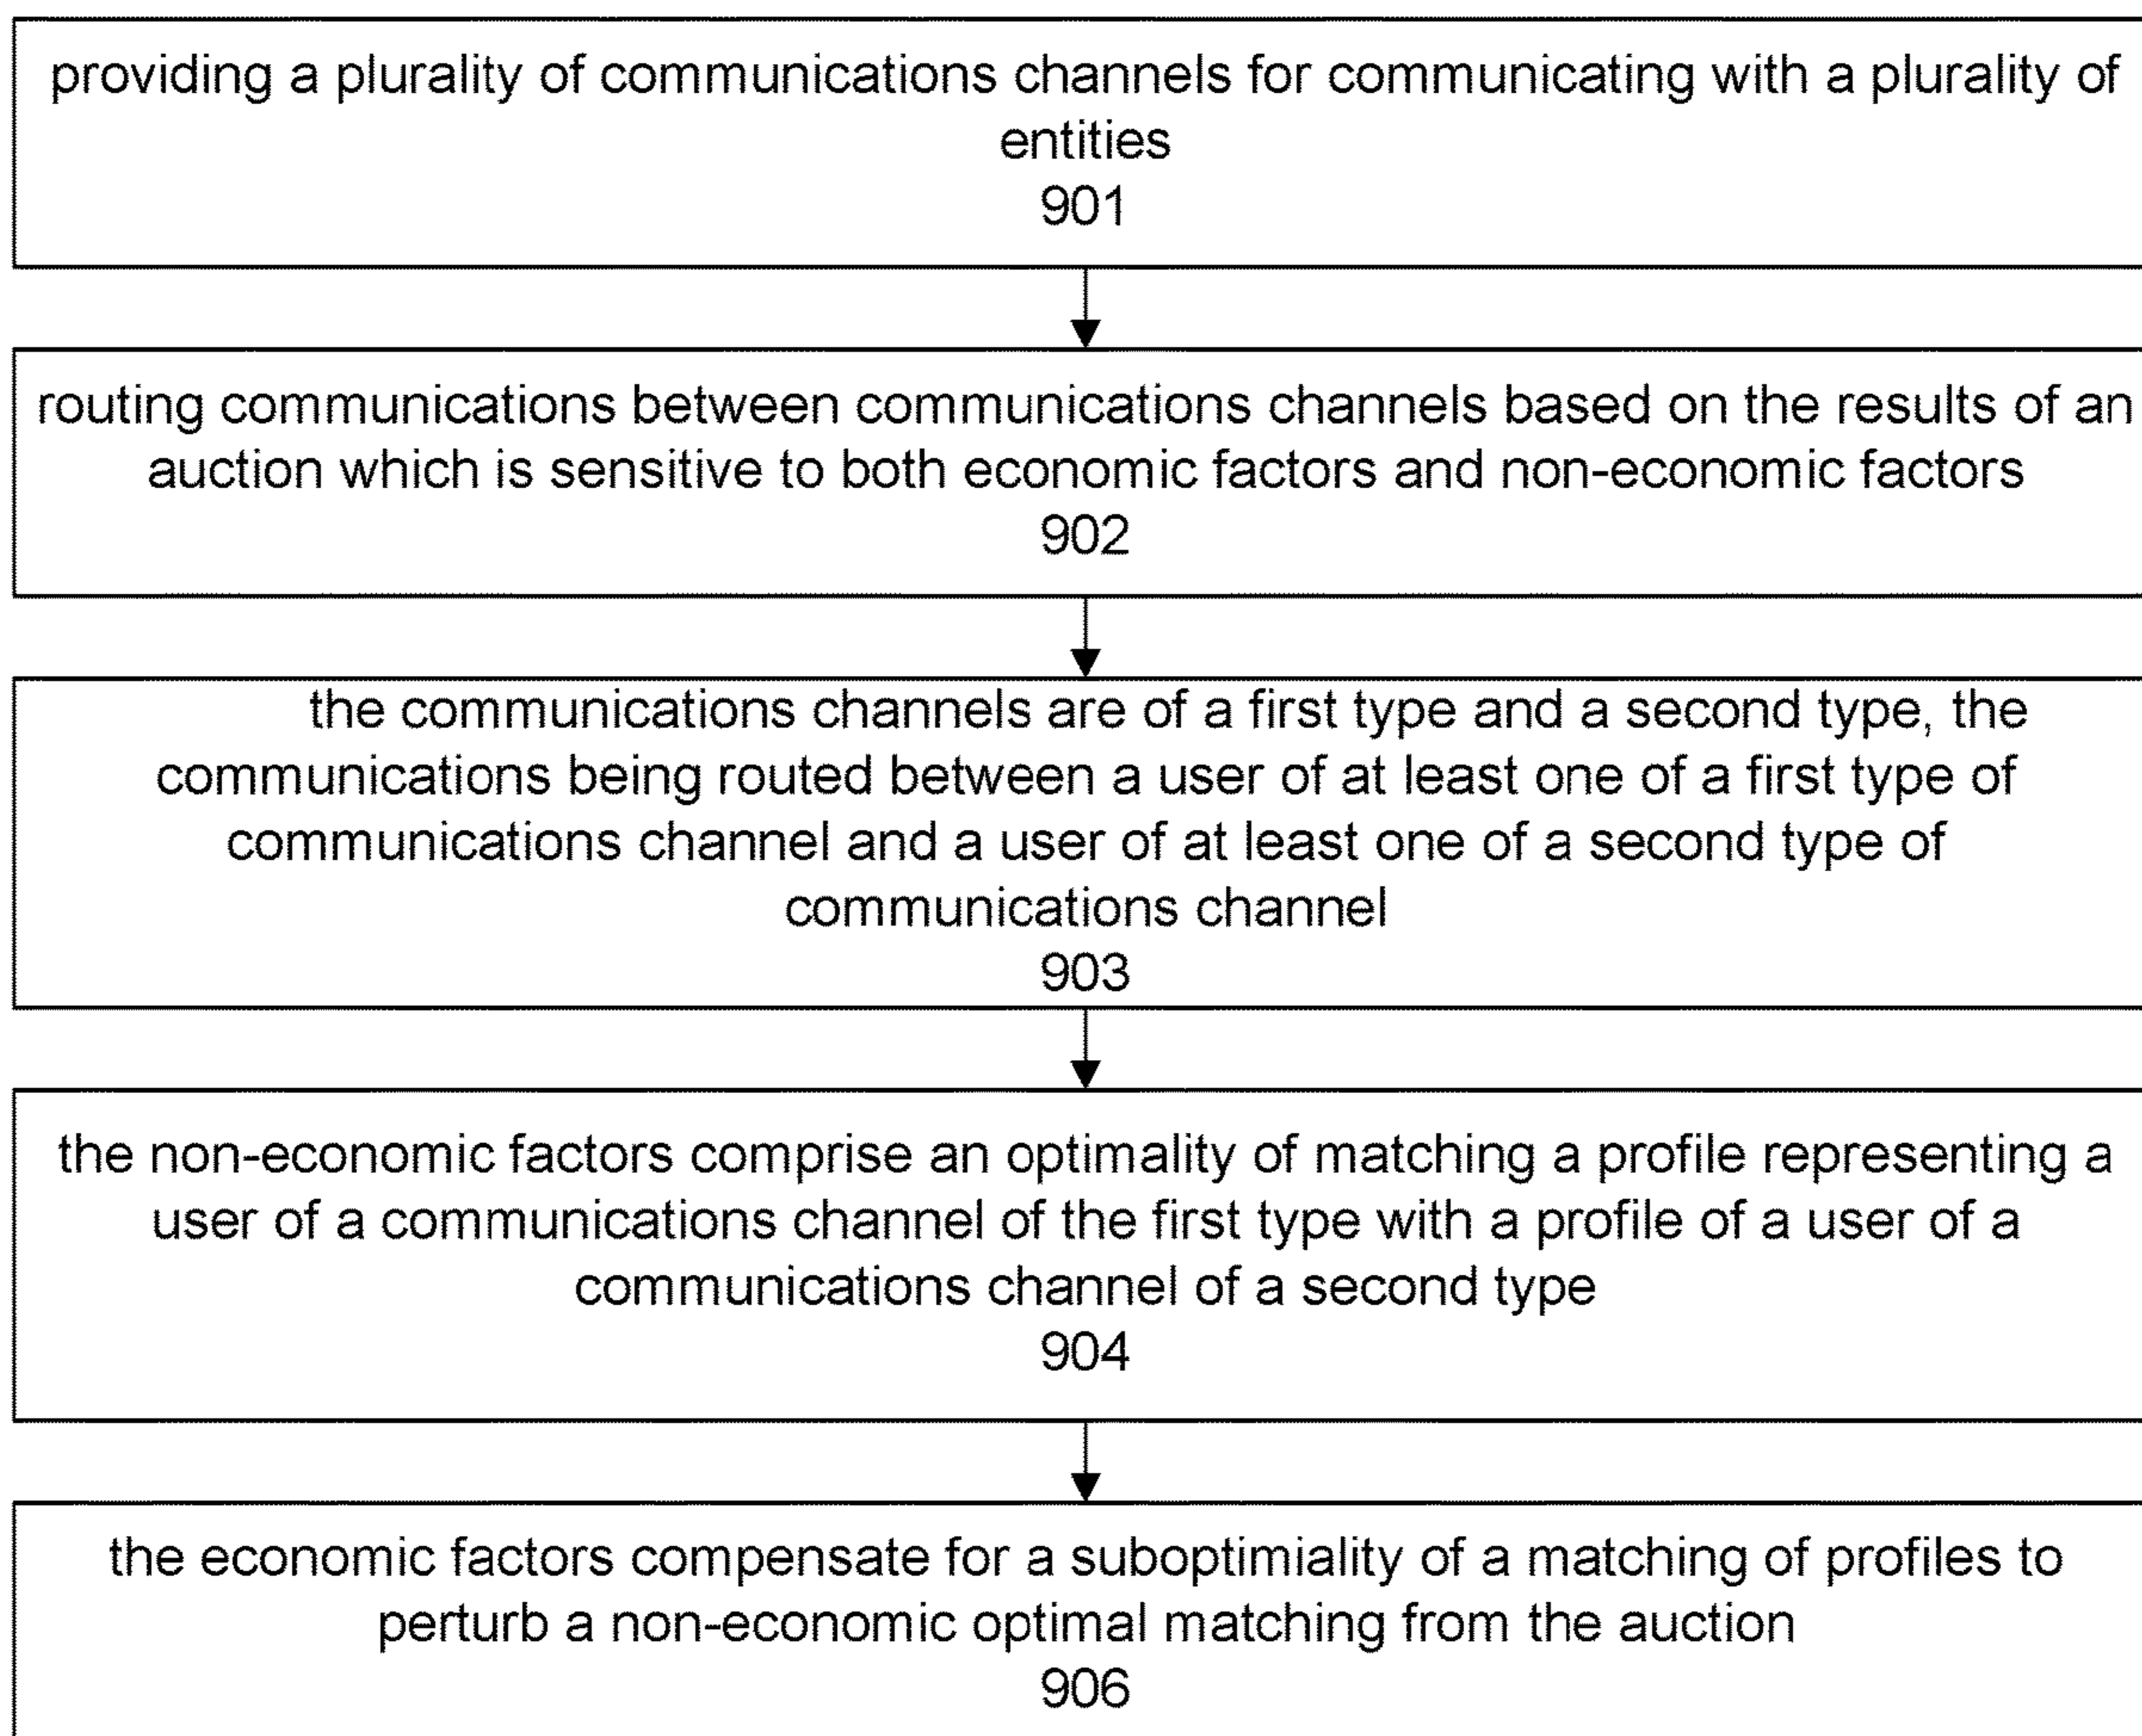 providing a plurality of communications channels for communicating with a plurality of
entities
901
routing communications between communications channels based on the results of an
auction which is sensitive to both economic factors and non-economic factors
902
the communications channels are of a first type and a second type, the
communications being routed between a user of at least one of a first type of
communications channel and a user of at least one of a second type of
communications channel
903
the non-economic factors comprise an optimality of matching a profile representing a
user of a communications channel of the first type with a profile of a user of a
communications channel of a second type
904
the economic factors compensate for a suboptimiality of a matching of profiles to
perturb a non-economic optimal matching from the auction
906